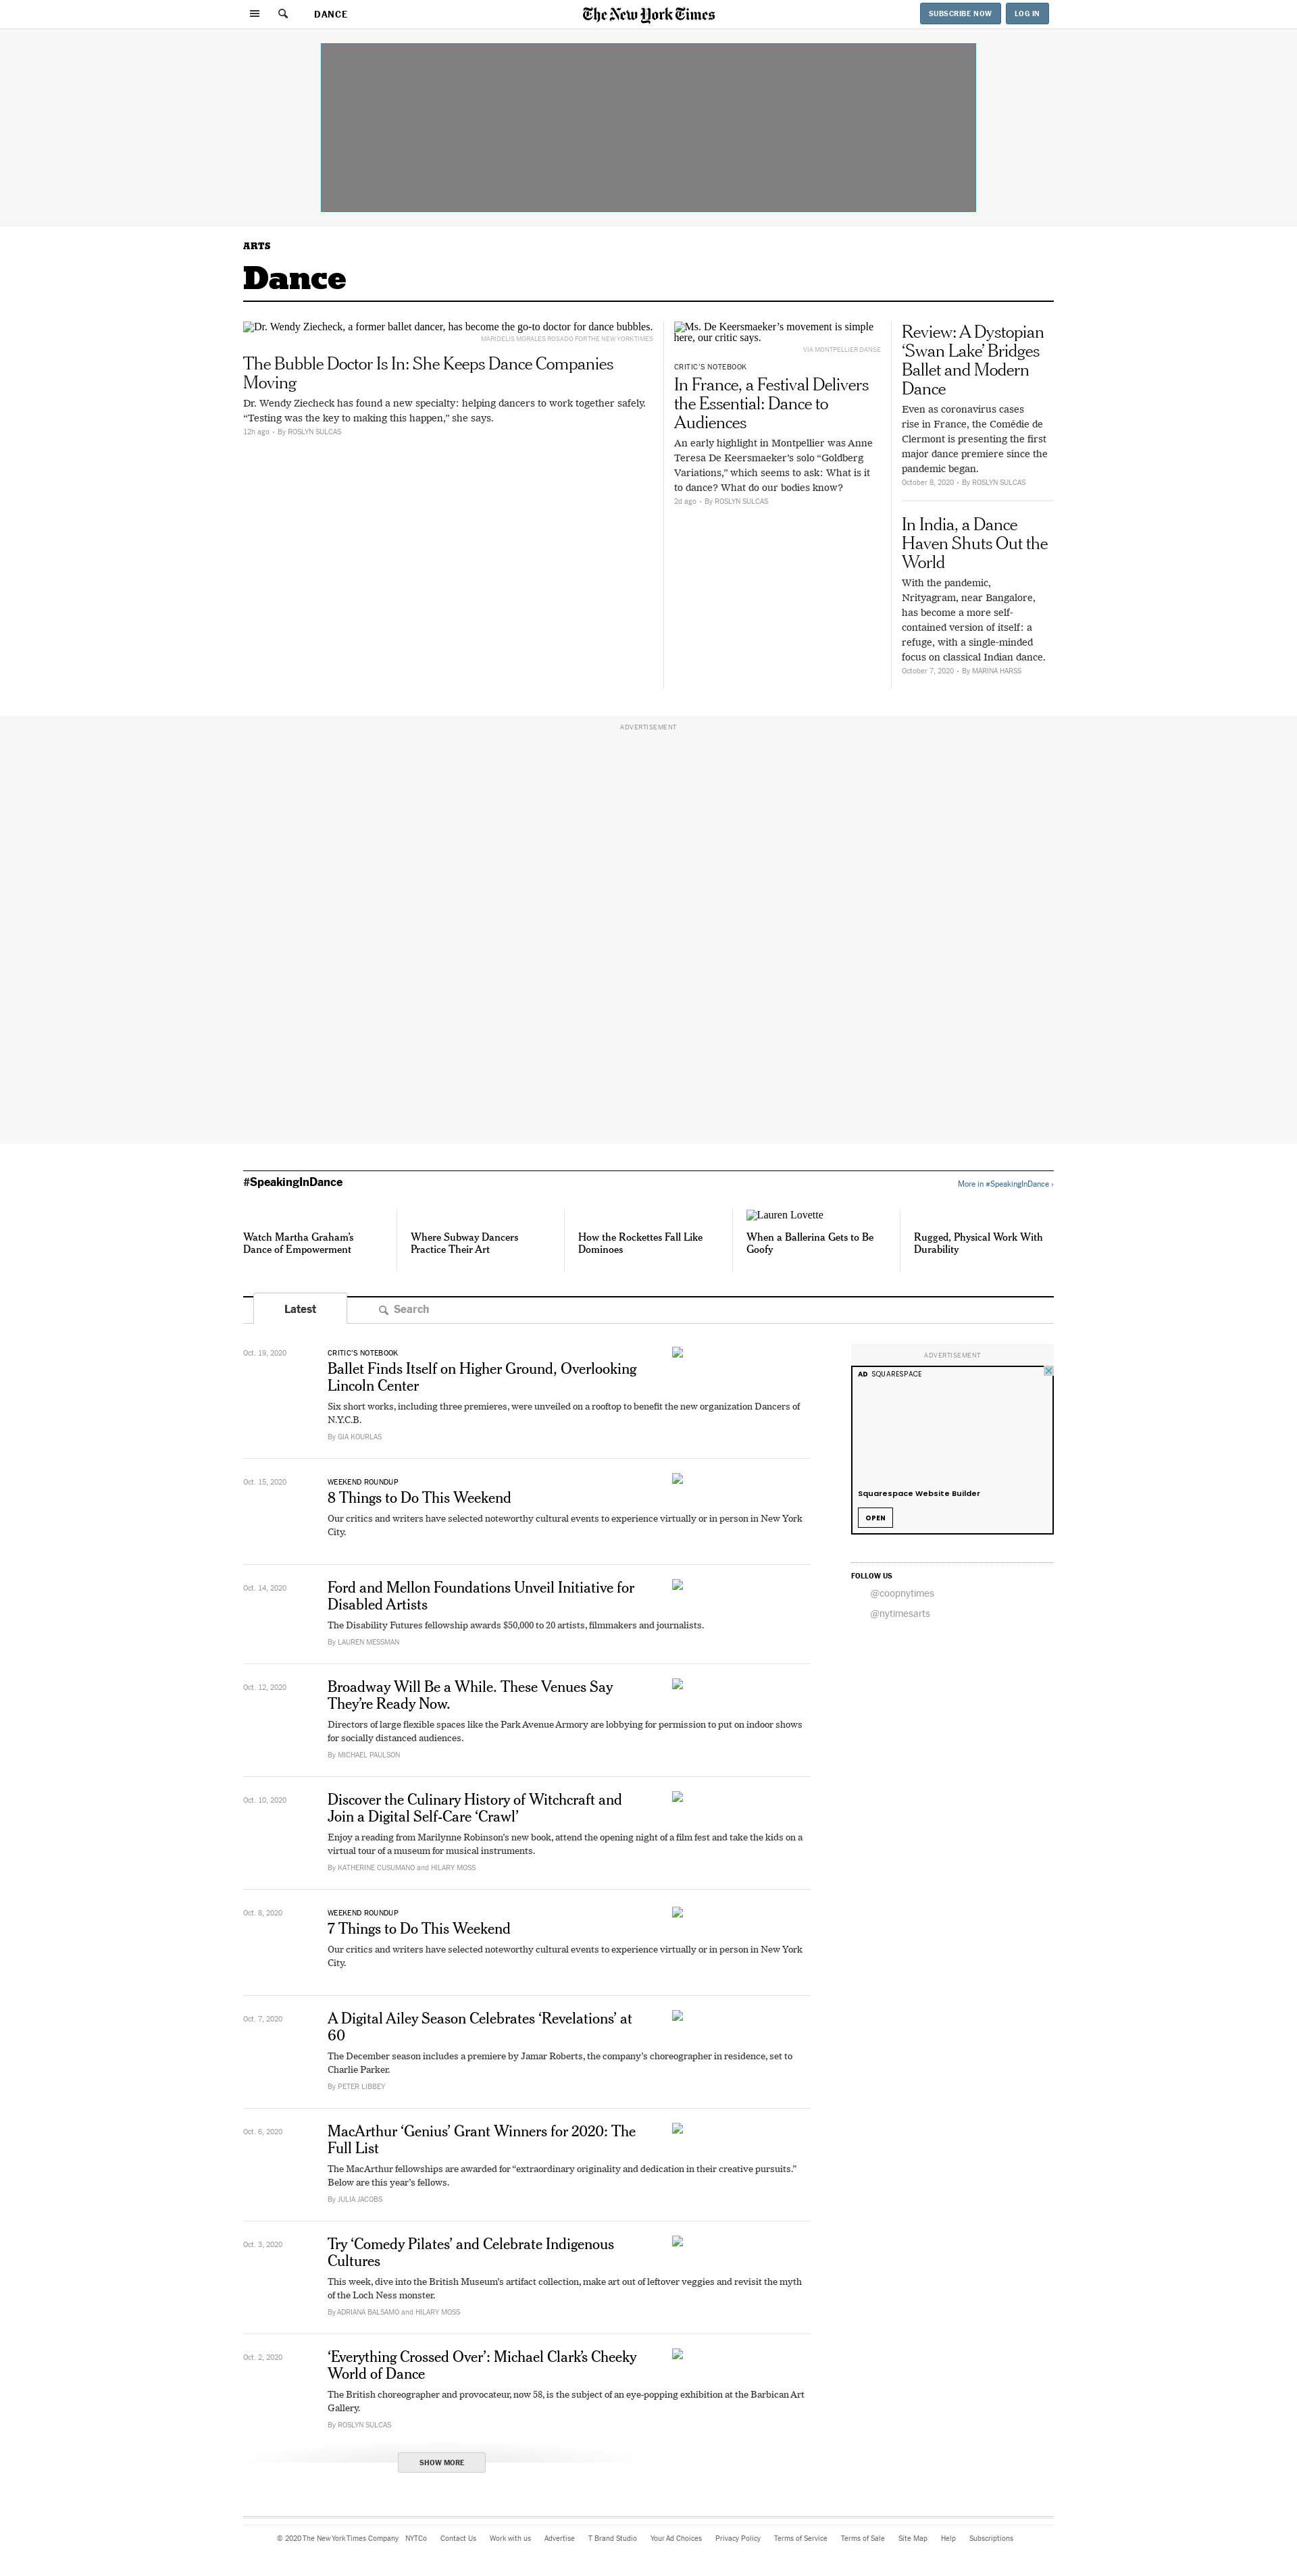 DANCE
The New York Times
SUBSCRIBE NOW
LOG IN
ARTS
Dance
Dr. Wendy Ziecheck, a former ballet dancer, has become the go-to doctor for dance bubbles.
MARIDELIS MORALES ROSADO FOR THE NEW YORK TIMES
The Bubble Doctor Is In: She Keeps Dance Companies
Moving
Dr. Wendy Ziecheck has found a new specialty: helping dancers to work together safely.
“Testing was the key to making this happen,” she says.
12h ago • By ROSLYN SULCAS
Ms. De Keersmaeker’s movement is simple
here, our critic says.
VIA MONTPELLIER DANSE
CRITIC’S NOTEBOOK
In France, a Festival Delivers
the Essential: Dance to
Audiences
An early highlight in Montpellier was Anne
Teresa De Keersmaeker’s solo “Goldberg
Variations,” which seems to ask: What is it
to dance? What do our bodies know?
2d ago • By ROSLYN SULCAS
Review: A Dystopian
‘Swan Lake’ Bridges
Ballet and Modern
Dance
Even as coronavirus cases
rise in France, the Comédie de
Clermont is presenting the first
major dance premiere since the
pandemic began.
October 8, 2020 • By ROSLYN SULCAS
In India, a Dance
Haven Shuts Out the
World
With the pandemic,
Nrityagram, near Bangalore,
has become a more self-
contained version of itself: a
refuge, with a single-minded
focus on classical Indian dance.
October 7, 2020 • By MARINA HARSS
ADVERTISEMENT
#SpeakingInDance
More in #SpeakingInDance ›
Watch Martha Graham’s
Dance of Empowerment
Where Subway Dancers
Practice Their Art
How the Rockettes Fall Like
Dominoes
Lauren Lovette
When a Ballerina Gets to Be
Goofy
Rugged, Physical Work With
Durability
Latest
Search
Oct. 19, 2020
CRITIC’S NOTEBOOK
Ballet Finds Itself on Higher Ground, Overlooking
Lincoln Center
Six short works, including three premieres, were unveiled on a rooftop to benefit the new organization Dancers of
N.Y.C.B.
By GIA KOURLAS
Oct. 15, 2020
WEEKEND ROUNDUP
8 Things to Do This Weekend
Our critics and writers have selected noteworthy cultural events to experience virtually or in person in New York
City.
Oct. 14, 2020
Ford and Mellon Foundations Unveil Initiative for
Disabled Artists
The Disability Futures fellowship awards $50,000 to 20 artists, filmmakers and journalists.
By LAUREN MESSMAN
Oct. 12, 2020
Broadway Will Be a While. These Venues Say
They’re Ready Now.
Directors of large flexible spaces like the Park Avenue Armory are lobbying for permission to put on indoor shows
for socially distanced audiences.
By MICHAEL PAULSON
Oct. 10, 2020
Discover the Culinary History of Witchcraft and
Join a Digital Self-Care ‘Crawl’
Enjoy a reading from Marilynne Robinson’s new book, attend the opening night of a film fest and take the kids on a
virtual tour of a museum for musical instruments.
By KATHERINE CUSUMANO and HILARY MOSS
Oct. 8, 2020
WEEKEND ROUNDUP
7 Things to Do This Weekend
Our critics and writers have selected noteworthy cultural events to experience virtually or in person in New York
City.
Oct. 7, 2020
A Digital Ailey Season Celebrates ‘Revelations’ at
60
The December season includes a premiere by Jamar Roberts, the company’s choreographer in residence, set to
Charlie Parker.
By PETER LIBBEY
Oct. 6, 2020
MacArthur ‘Genius’ Grant Winners for 2020: The
Full List
The MacArthur fellowships are awarded for “extraordinary originality and dedication in their creative pursuits.”
Below are this year’s fellows.
By JULIA JACOBS
Oct. 3, 2020
Try ‘Comedy Pilates’ and Celebrate Indigenous
Cultures
This week, dive into the British Museum’s artifact collection, make art out of leftover veggies and revisit the myth
of the Loch Ness monster.
By ADRIANA BALSAMO and HILARY MOSS
Oct. 2, 2020
‘Everything Crossed Over’: Michael Clark’s Cheeky
World of Dance
The British choreographer and provocateur, now 58, is the subject of an eye-popping exhibition at the Barbican Art
Gallery.
By ROSLYN SULCAS
SHOW MORE
ADVERTISEMENT
AD SQUARESPACE
Squarespace Website Builder
OPEN
FOLLOW US
@coopnytimes
@nytimesarts
© 2020 The New York Times Company NYTCo Contact Us Work with us Advertise T Brand Studio Your Ad Choices Privacy Policy Terms of Service Terms of Sale Site Map Help Subscriptions